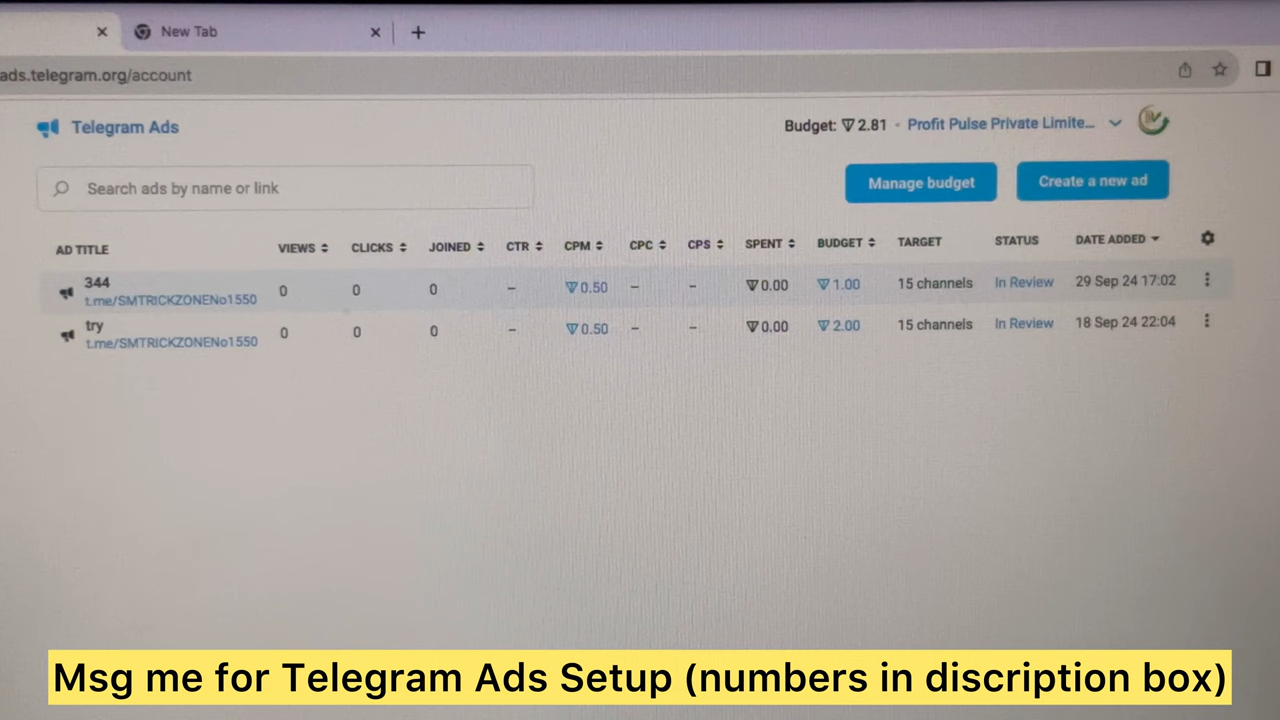 New Tab
ads.telegram.org/account
Telegram Ads
Budget: 2.81 - Profit Pulse Private Limite...
Search ads by name or link
Manage budget
Create a new ad
AD TITLE VIEWS CLICKS JOINED CTR CPM CPC CPS SPENT BUDGET TARGET STATUS DATE ADDED
344
t.me/SMTRICKZONENo1550 0 0 0 – 0.50 – – 0.00 1.00 15 channels In Review 29 Sep 24 17:02
try
t.me/SMTRICKZONENo1550 0 0 0 – 0.50 – – 0.00 2.00 15 channels In Review 18 Sep 24 22:04
Msg me for Telegram Ads Setup (numbers in discription box)